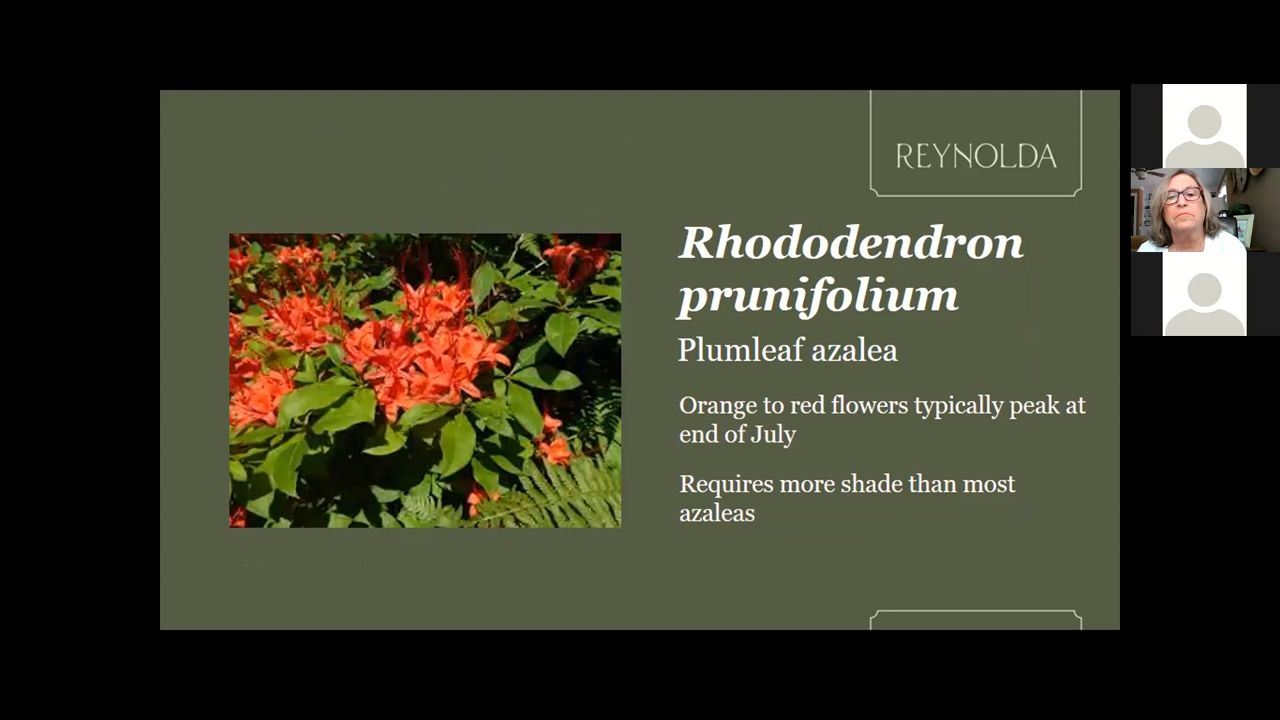 REYNOLDA
Rhododendron
prunifolium
Plumleaf azalea
Orange to red flowers typically peak at
end of July
Requires more shade than most
azaleas